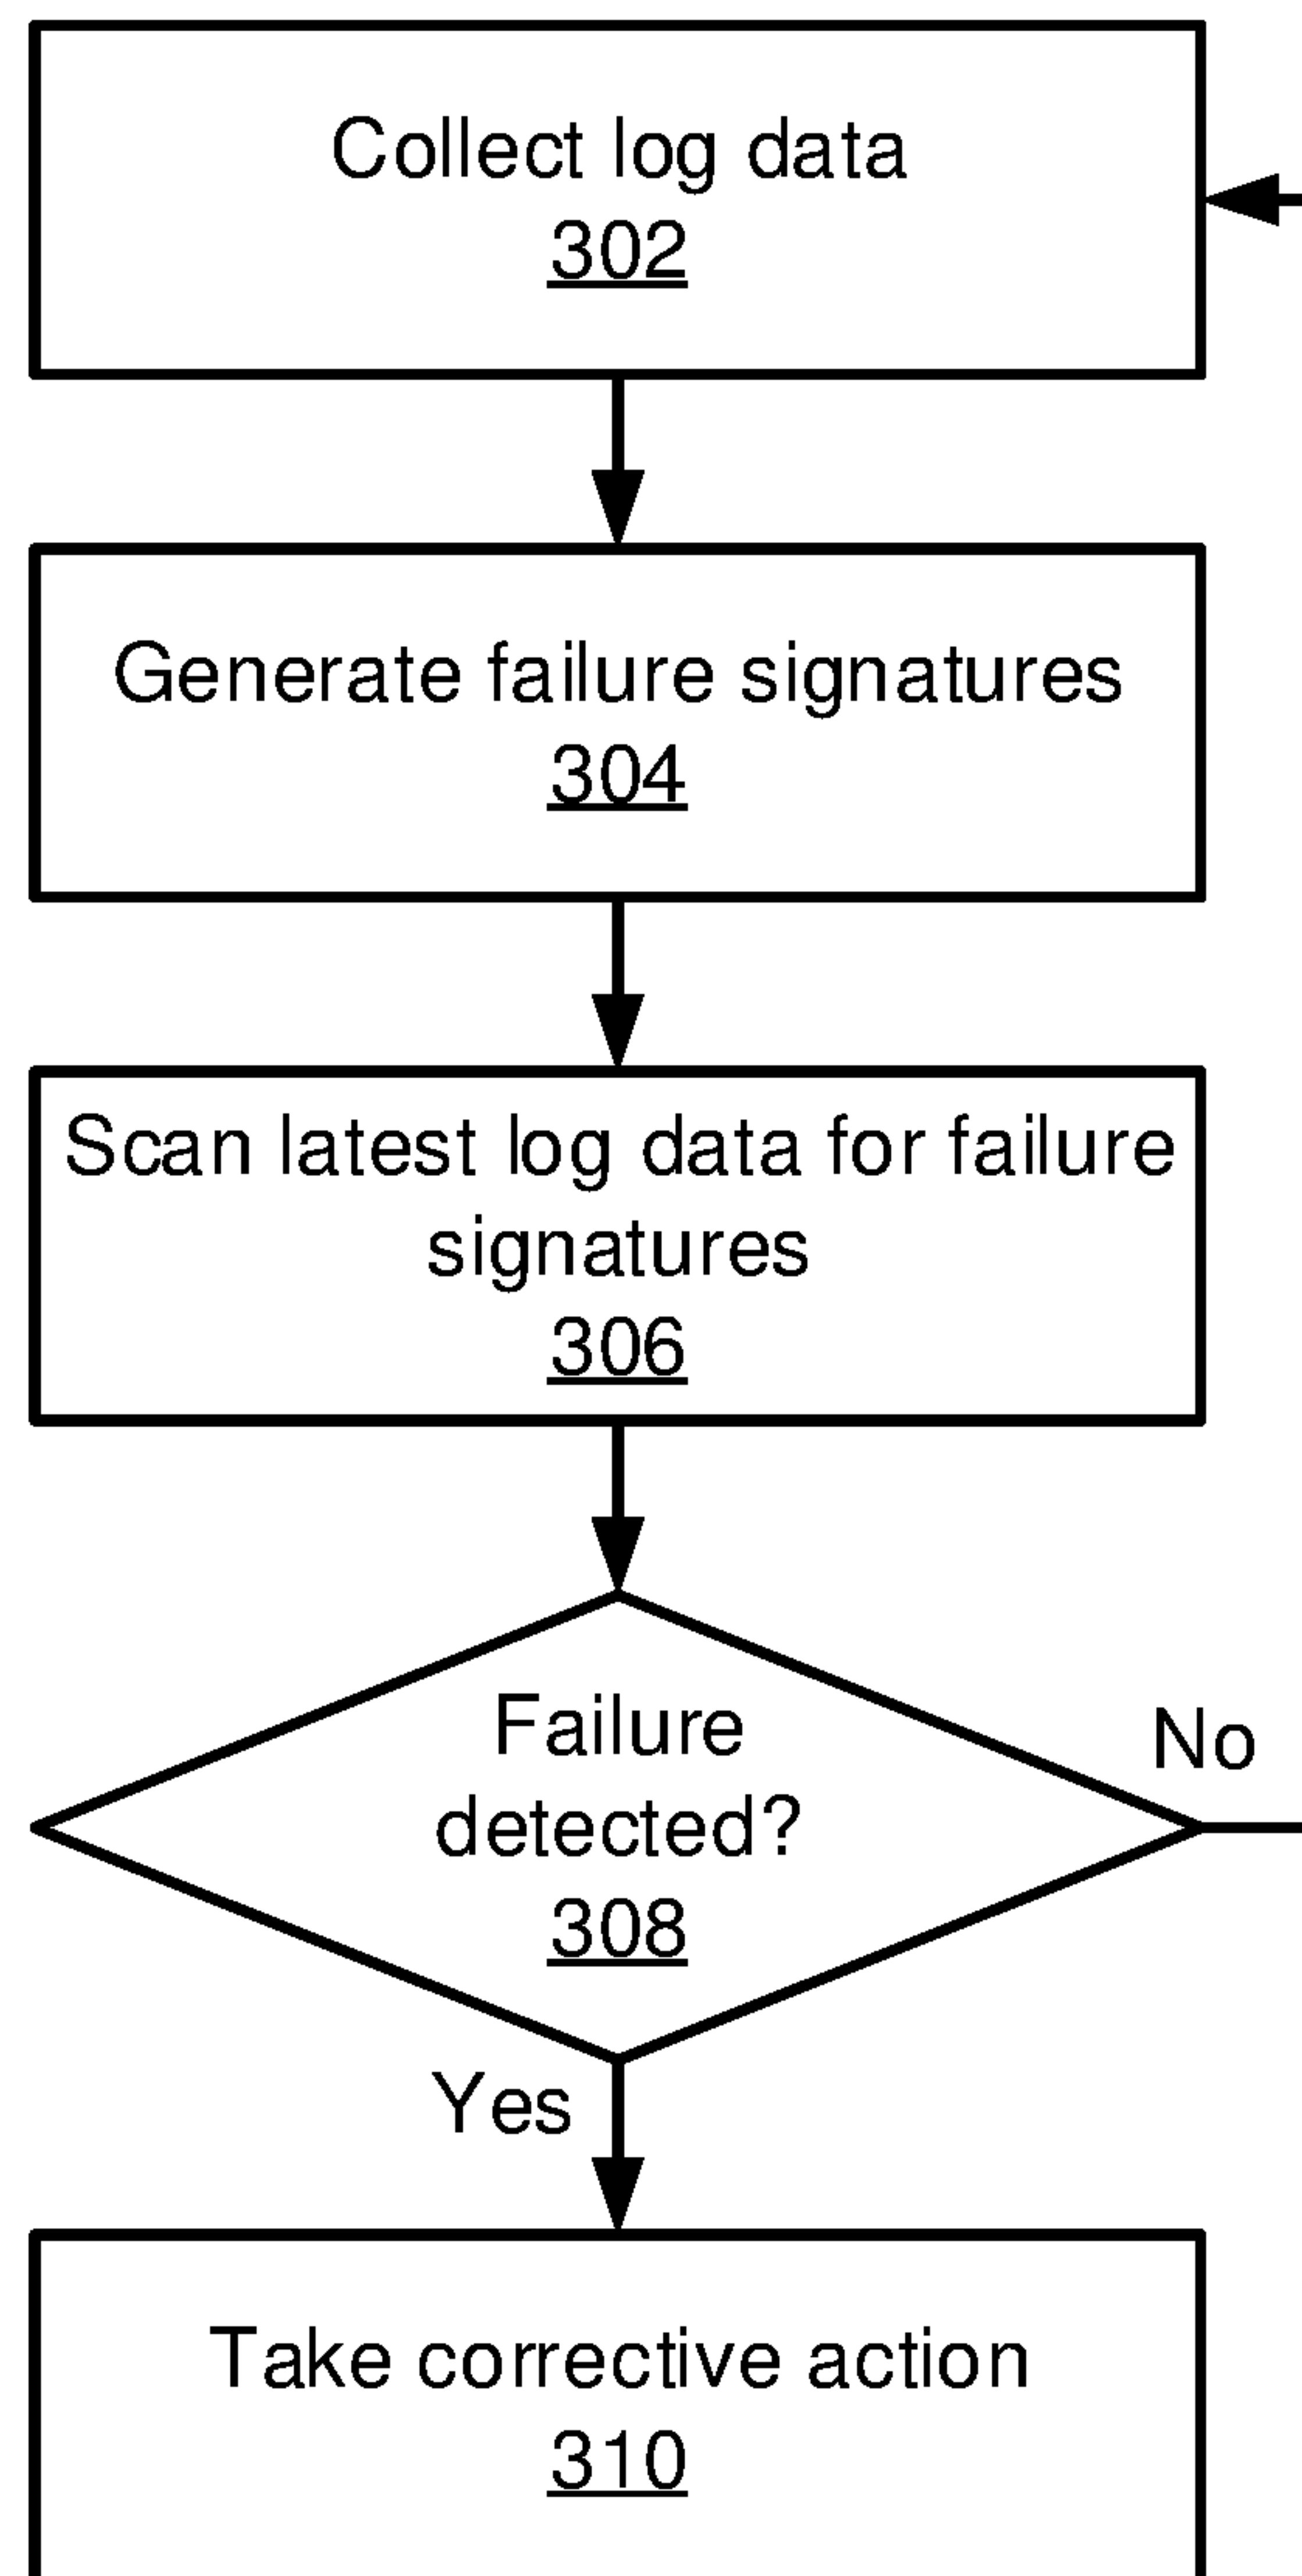 Collect log data
302
Generate failure signatures
304
Scan latest log data for failure
signatures
306
Failure
detected?
308
No
Yes
Take corrective action
310